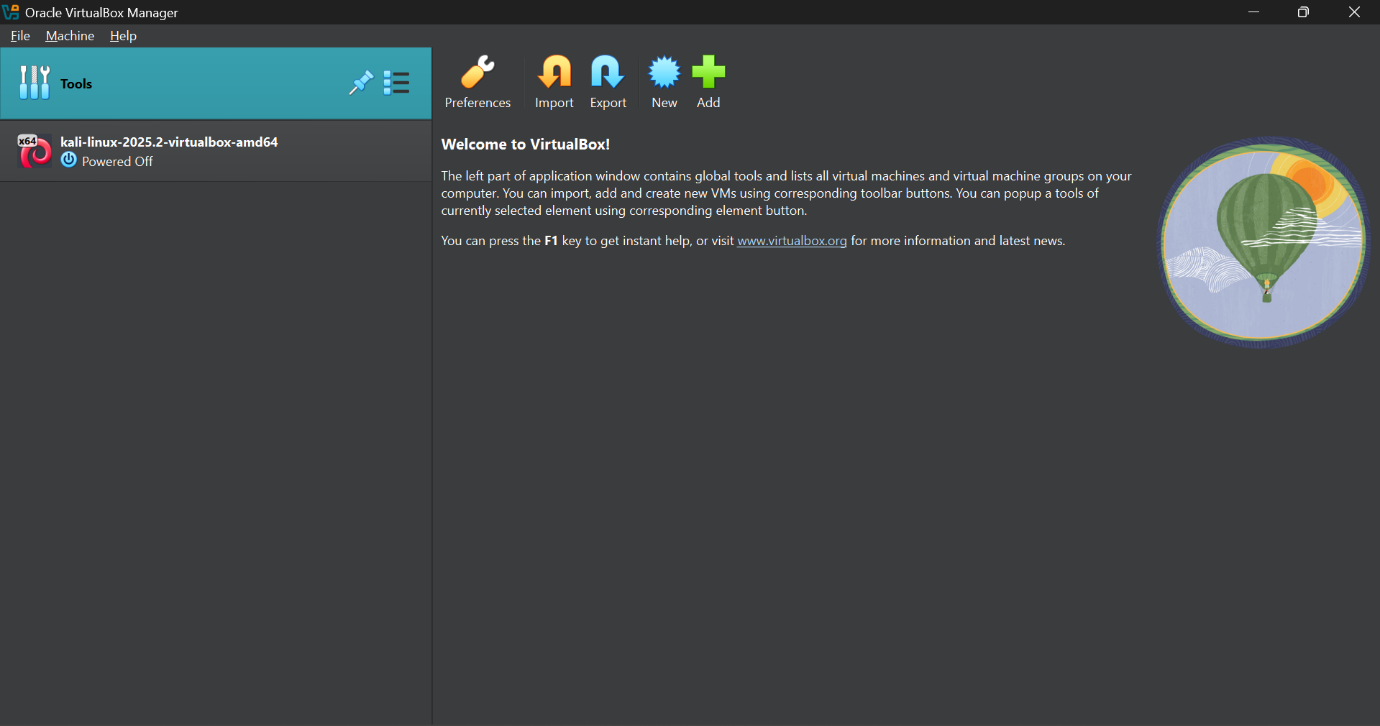 Oracle VirtualBox Manager
File Machine Help
Tools
Preferences Import Export New Add
x64 kali-linux-2025.2-virtualbox-amd64
Powered Off
Welcome to VirtualBox!
The left part of application window contains global tools and lists all virtual machines and virtual machine groups on your
computer. You can import, add and create new VMs using corresponding toolbar buttons. You can popup a tools of
currently selected element using corresponding element button.
You can press the F1 key to get instant help, or visit www.virtualbox.org for more information and latest news.